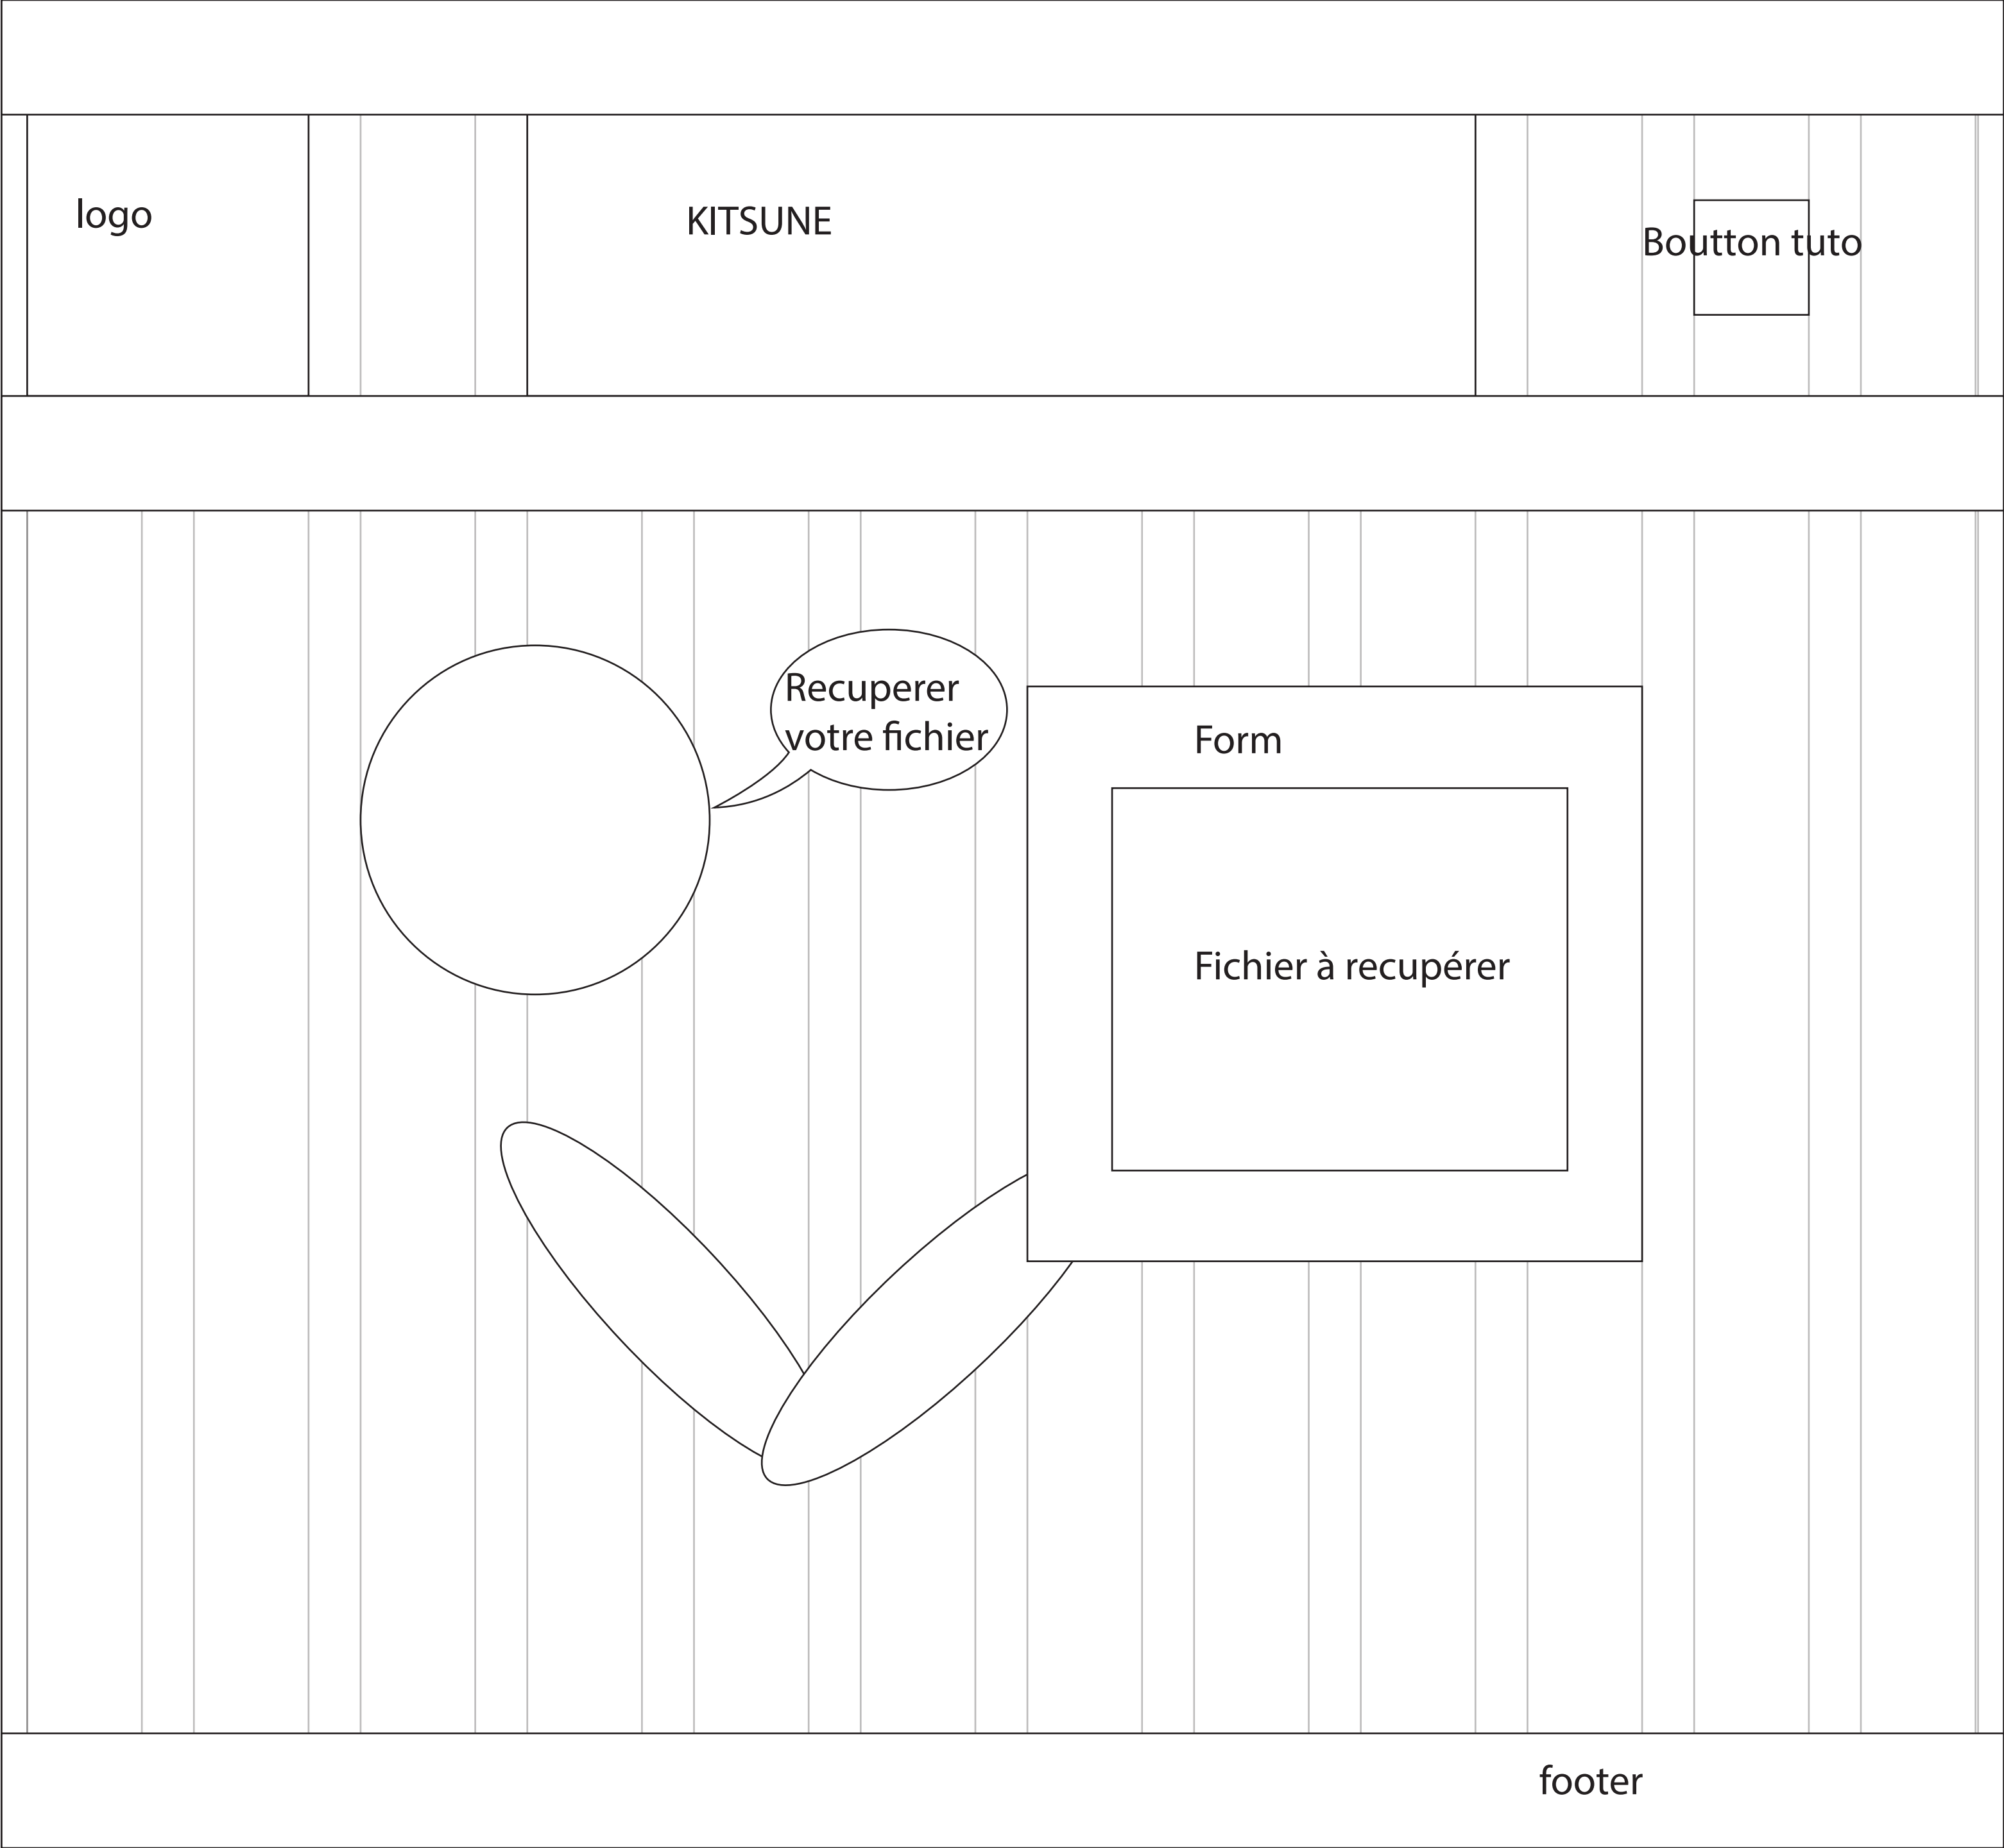 logo
KITSUNE
Boutton tuto
Recuperer
votre fichier
Form
Fichier à recupérer
footer